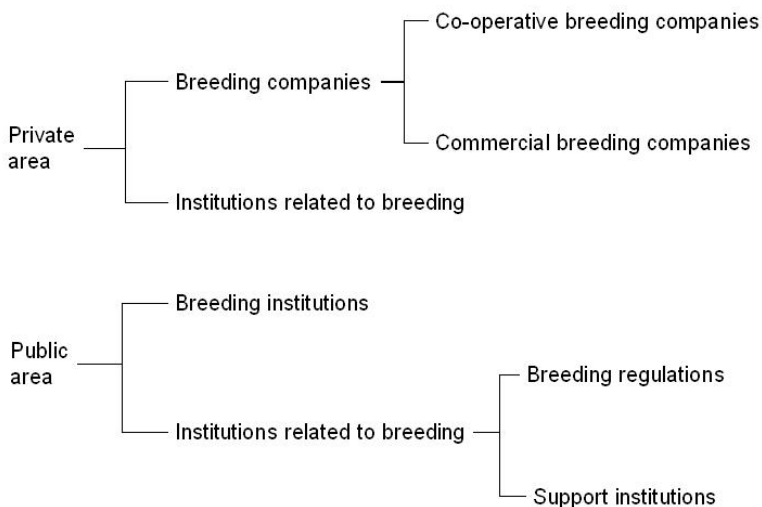 Co-operative breeding companies
Breeding companies
Private
area
Commercial breeding companies
Institutions related to breeding
Breeding institutions
Public
area
Breeding regulations
Institutions related to breeding
Support institutions